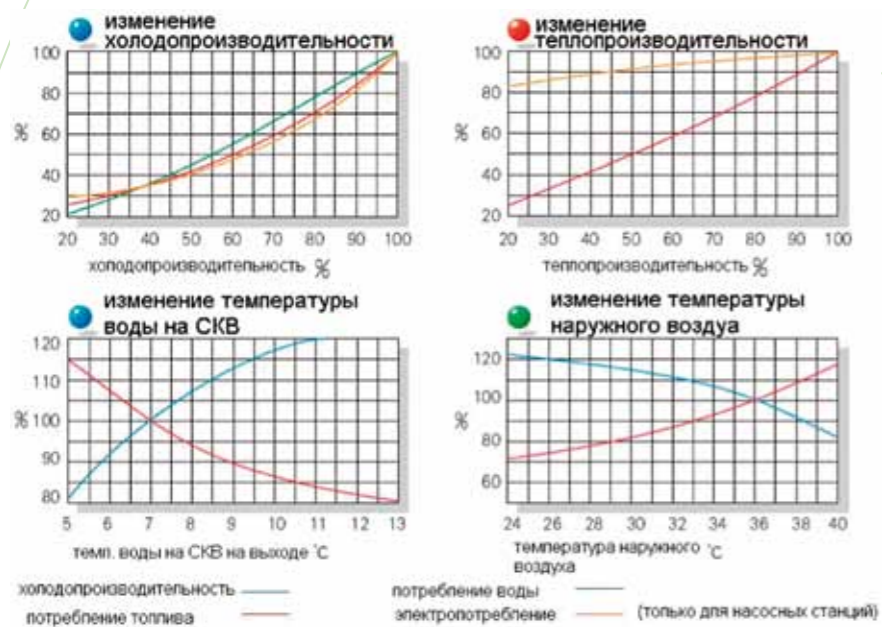 изменение
холодопроизводительности
100
80
60
40
20
%
20 30 40 50 60 70 80 90 100
холодопроизводительность %
изменение
теплопроизводительности
100
80
60
40
20
%
20 30 40 50 60 70 80 90 100
теплопроизводительность %
изменение температуры
воды на СКВ
120
110
100
90
80
%
5 6 7 8 9 10 11 12 13
темп. воды на СКВ на выходе °С
изменение температуры
наружного воздуа
120
100
80
60
%
24 26 28 30 32 34 36 38 40
температура наружного °С
воздуха
холодопроизводительность
потребление воды
потребление топлива
электропотребление (только для насосных станций)